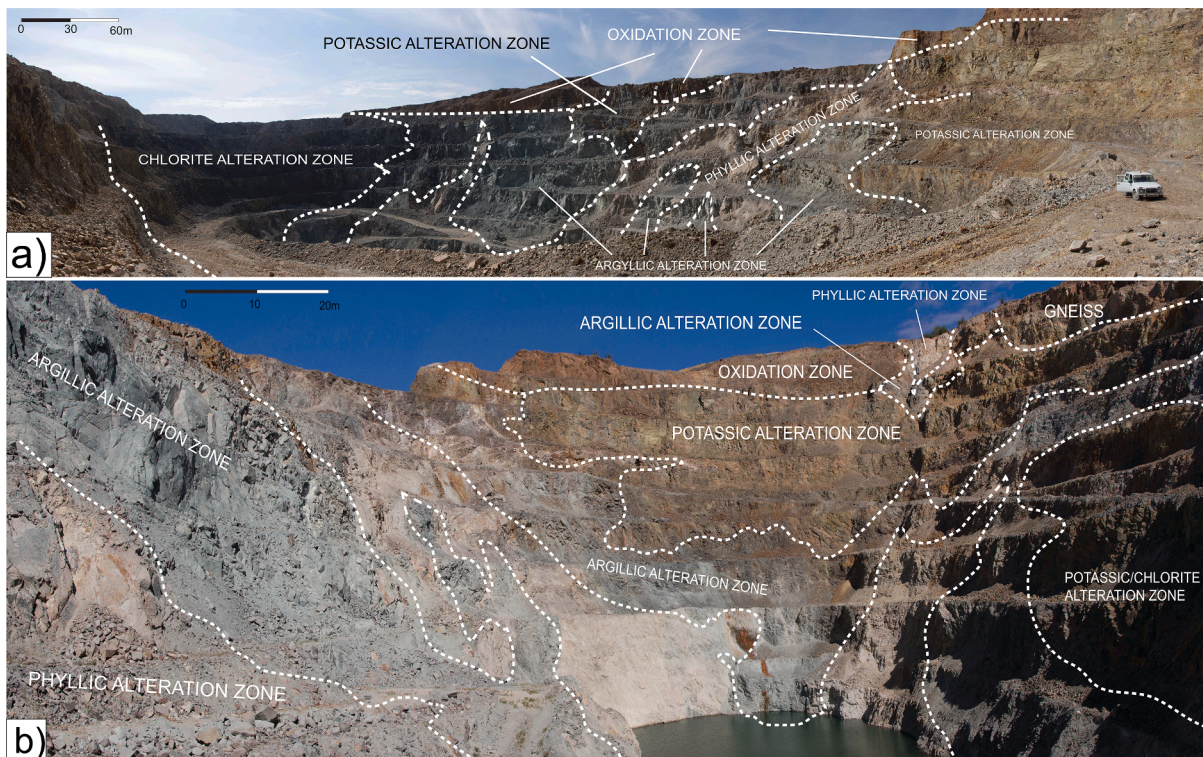 0 30 60m
POTASSIC ALTERATION ZONE
OXIDATION ZONE
CHLORITE ALTERATION ZONE
PHYLLIC ALTERATION ZONE
POTASSIC ALTERATION ZONE
ARGYLLIC ALTERATION ZONE
a)
0 10 20m
PHYLLIC ALTERATION ZONE
ARGILLIC ALTERATION ZONE
GNEISS
OXIDATION ZONE
ARGILLIC ALTERATION ZONE
POTASSIC ALTERATION ZONE
ARGILLIC ALTERATION ZONE
POTASSIC/CHLORITE
ALTERATION ZONE
PHYLLIC ALTERATION ZONE
b)